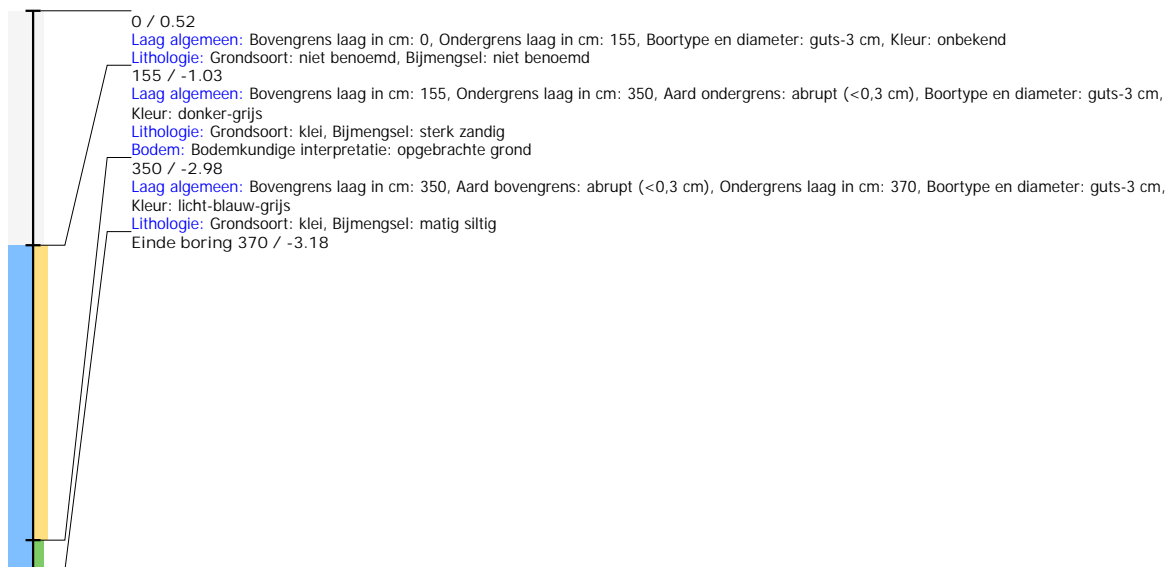 0 / 0.52
Laag algemeen: Bovengrens laag in cm: 0, Ondergrens laag in cm: 155, Boortype en diameter: guts-3 cm, Kleur: onbekend
Lithologie: Grondsoort: niet benoemd, Bijmengsel: niet benoemd
155 / -1.03
Laag algemeen: Bovengrens laag in cm: 155, Ondergrens laag in cm: 350, Aard ondergrens: abrupt (<0,3 cm), Boortype en diameter: guts-3 cm,
Kleur: donker-grijs
Lithologie: Grondsoort: klei, Bijmengsel: sterk zandig
Bodem: Bodemkundige interpretatie: opgebrachte grond
350 / -2.98
Laag algemeen: Bovengrens laag in cm: 350, Aard bovengrens: abrupt (<0,3 cm), Ondergrens laag in cm: 370, Boortype en diameter: guts-3 cm,
Kleur: licht-blauw-grijs
Lithologie: Grondsoort: klei, Bijmengsel: matig siltig
Einde boring 370 / -3.18